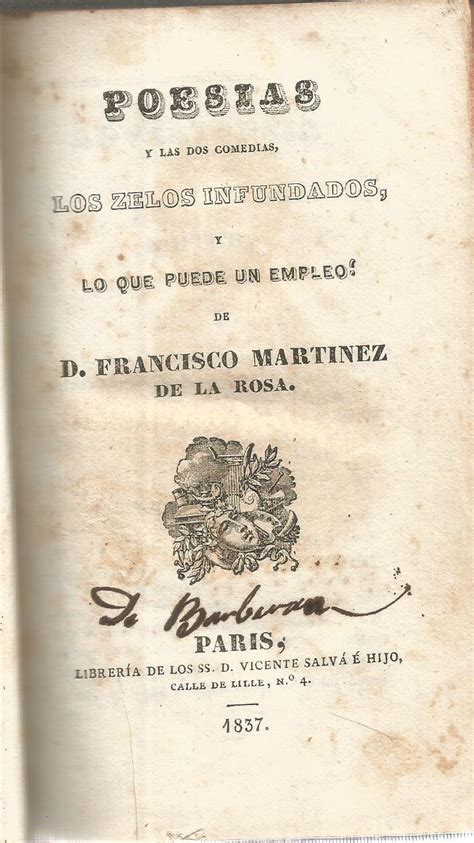 POESIAS
Y LAS DOS COMEDIAS,
LOS ZELOS INFUNDADOS,
Y
LO QUE PUEDE UN EMPLEO:
DE
D. FRANCISCO MARTINEZ
DE LA ROSA.
De Barberan
PARIS,
LIBRERÍA DE LOS SS. D. VICENTE SALVÁ É HIJO,
CALLE DE LILLE, N.º 4.
1837.